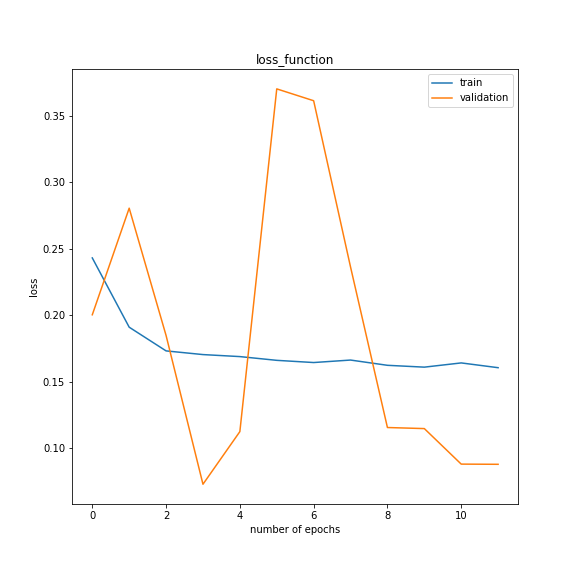 loss_function
train
validation
0.35
0.30
0.25
0.20
0.15
0.10
loss
0 2 4 6 8 10
number of epochs